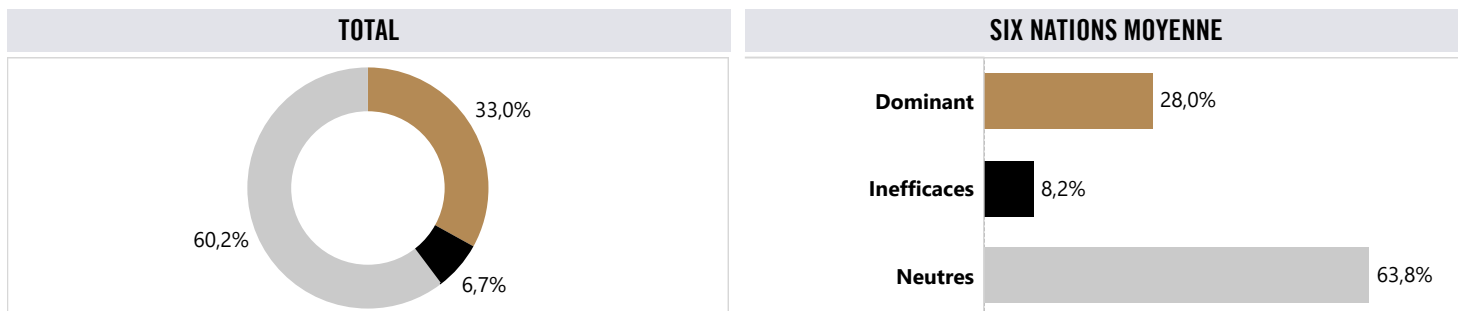 TOTAL
33,0%
6,7%
60,2%
SIX NATIONS MOYENNE
Dominant 28,0%
Inefficaces 8,2%
Neutres 63,8%